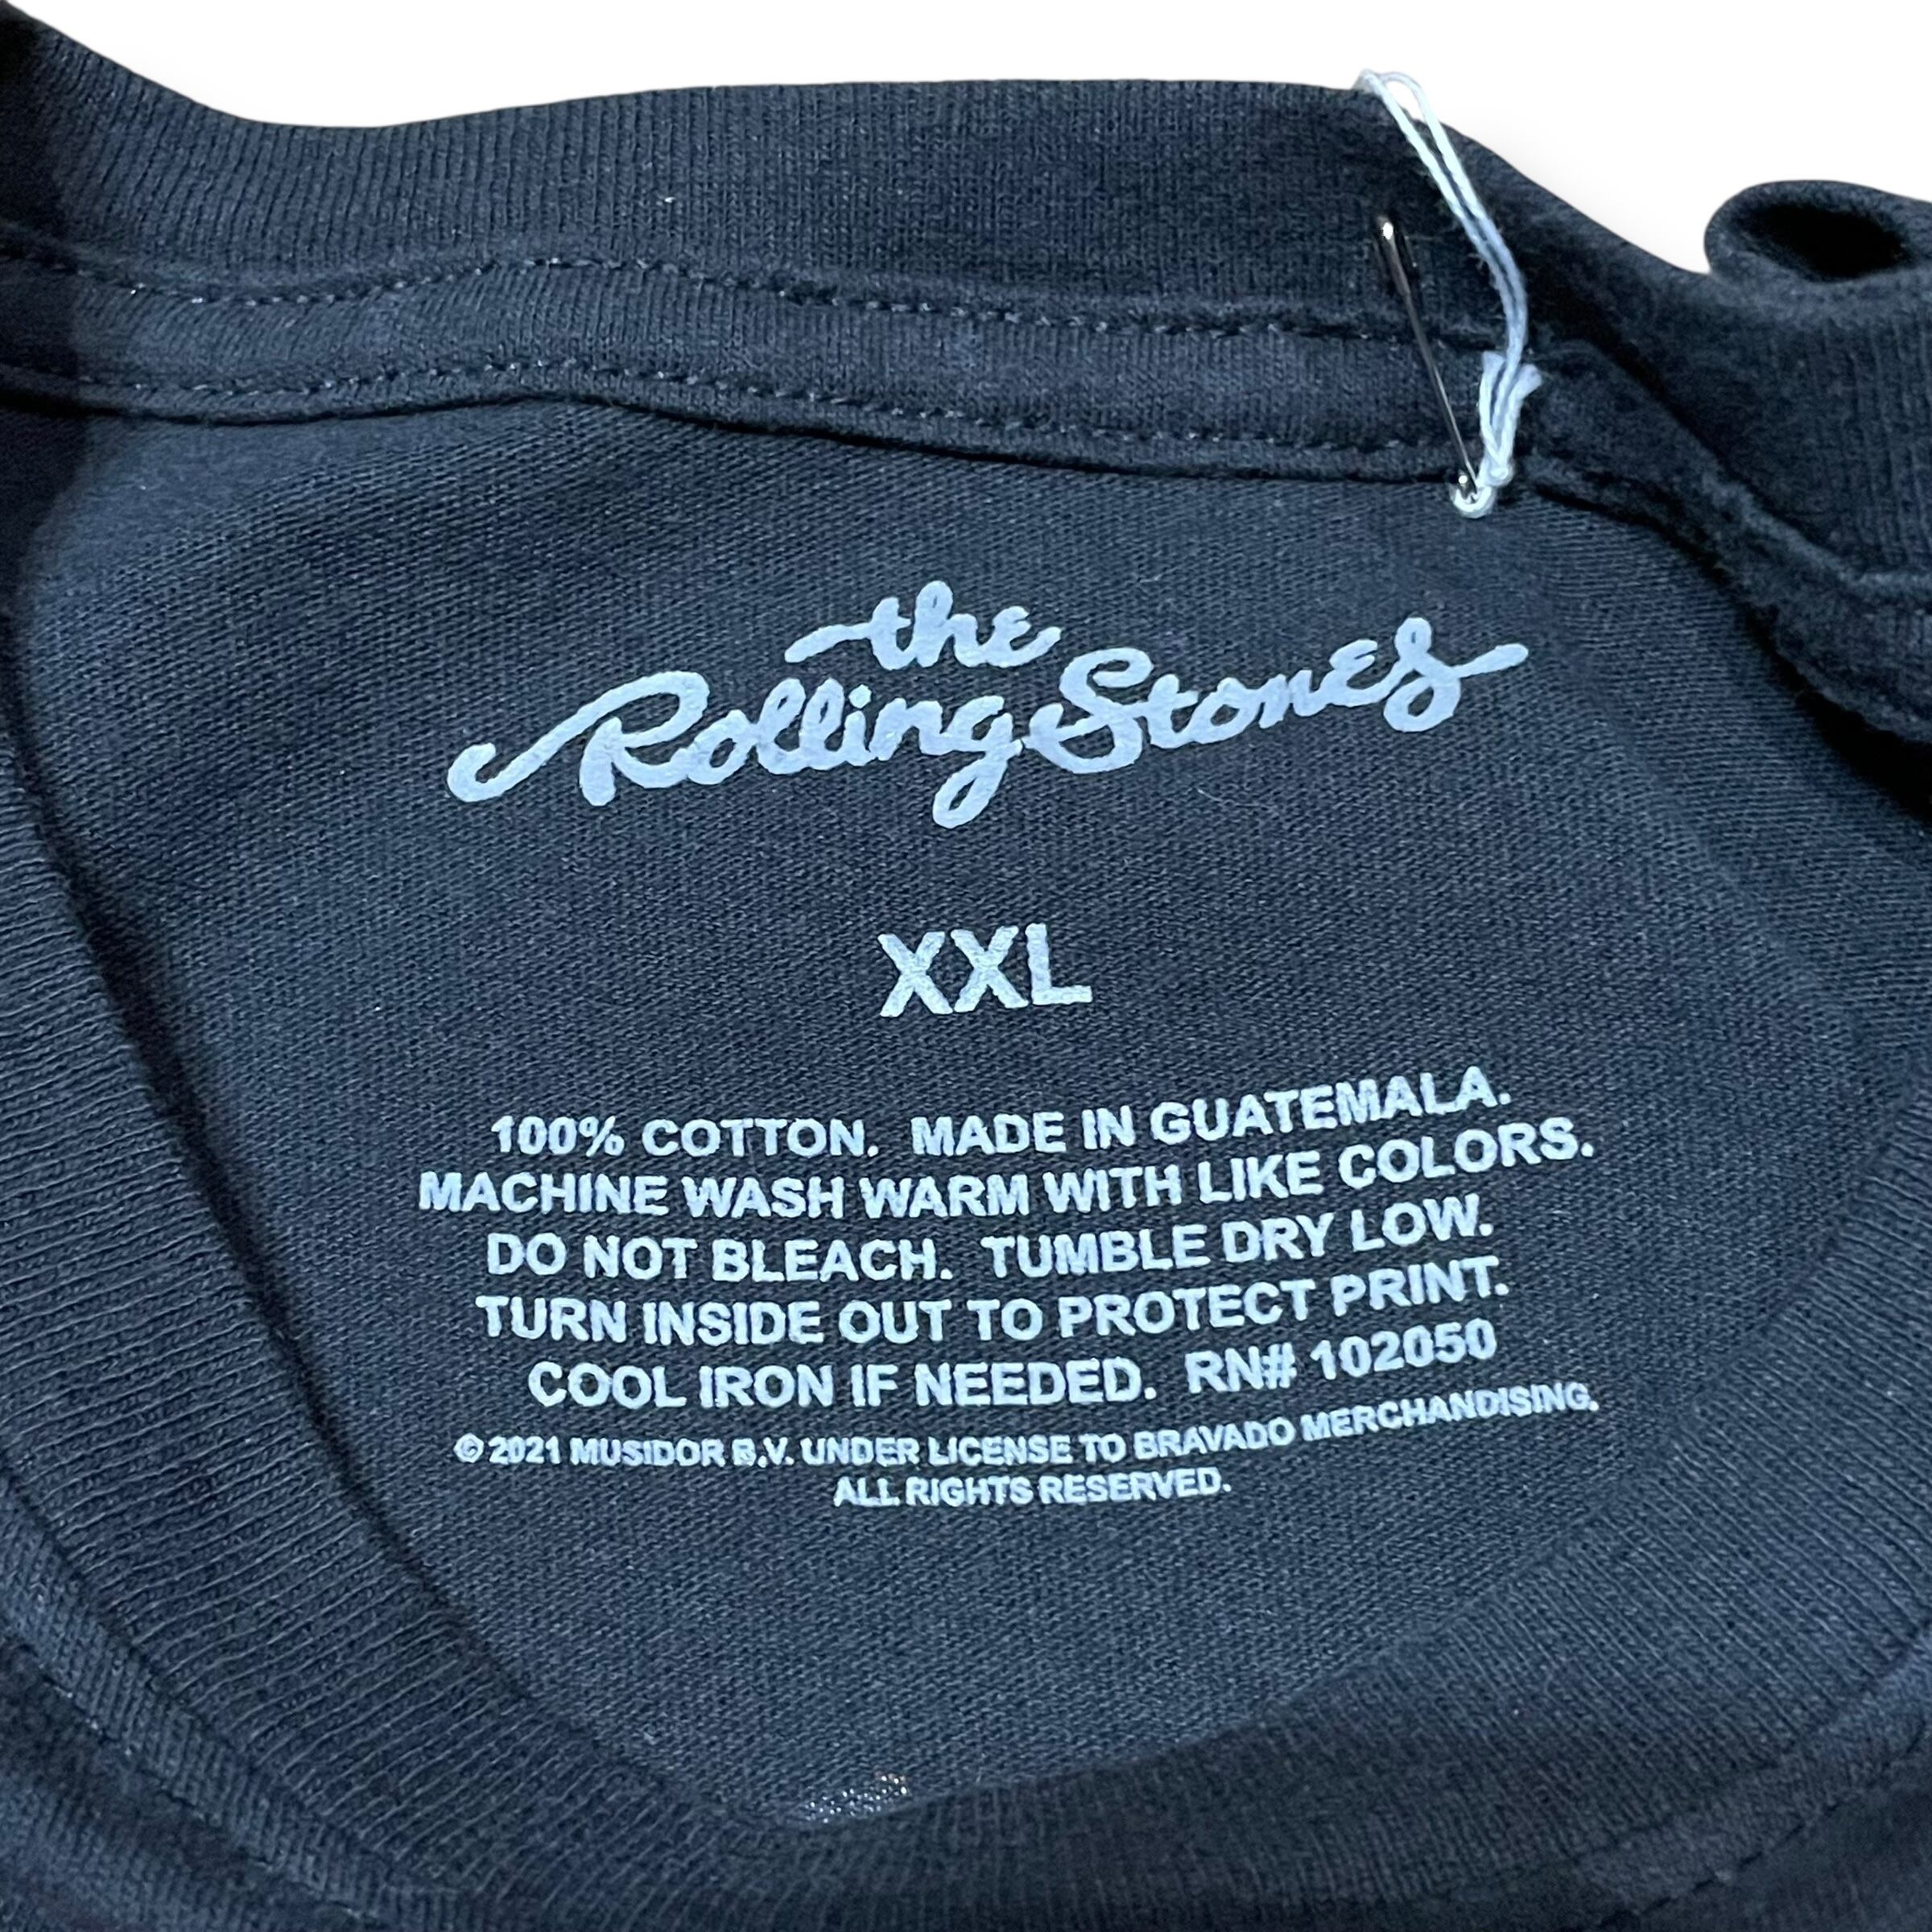 the
Rolling Stones
XXL
100% COTTON. MADE IN GUATEMALA.
MACHINE WASH WARM WITH LIKE COLORS.
DO NOT BLEACH. TUMBLE DRY LOW.
TURN INSIDE OUT TO PROTECT PRINT.
COOL IRON IF NEEDED. RN# 102050
© 2021 MUSIDOR B.V. UNDER LICENSE TO BRAVADO MERCHANDISING.
ALL RIGHTS RESERVED.